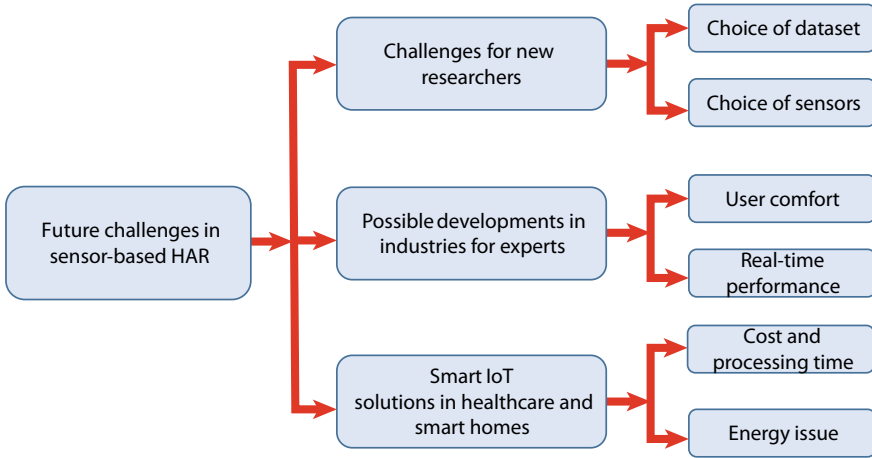 Future challenges in
sensor-based HAR
Challenges for new
researchers
Choice of dataset
Choice of sensors
Possible developments in
industries for experts
User comfort
Real-time
performance
Smart IoT
solutions in healthcare and
smart homes
Cost and
processing time
Energy issue